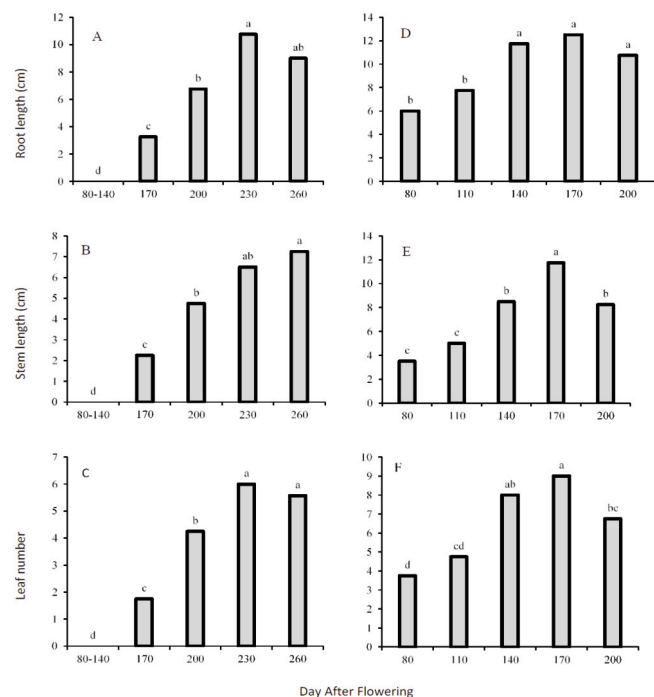 A
Root length (cm)
12
10
8
6
4
2
0
d
c
b
a
ab
80-140 170 200 230 260
D
14
12
10
8
6
4
2
0
b
b
a
a
a
80 110 140 170 200
B
Stem length (cm)
8
7
6
5
4
3
2
1
0
d
c
b
ab
a
80-140 170 200 230 260
E
14
12
10
8
6
4
2
0
c
c
b
a
b
80 110 140 170 200
C
Leaf number
7
6
5
4
3
2
1
0
d
c
b
a
a
80-140 170 200 230 260
F
10
9
8
7
6
5
4
3
2
1
0
d
cd
ab
a
bc
80 110 140 170 200
Day After Flowering